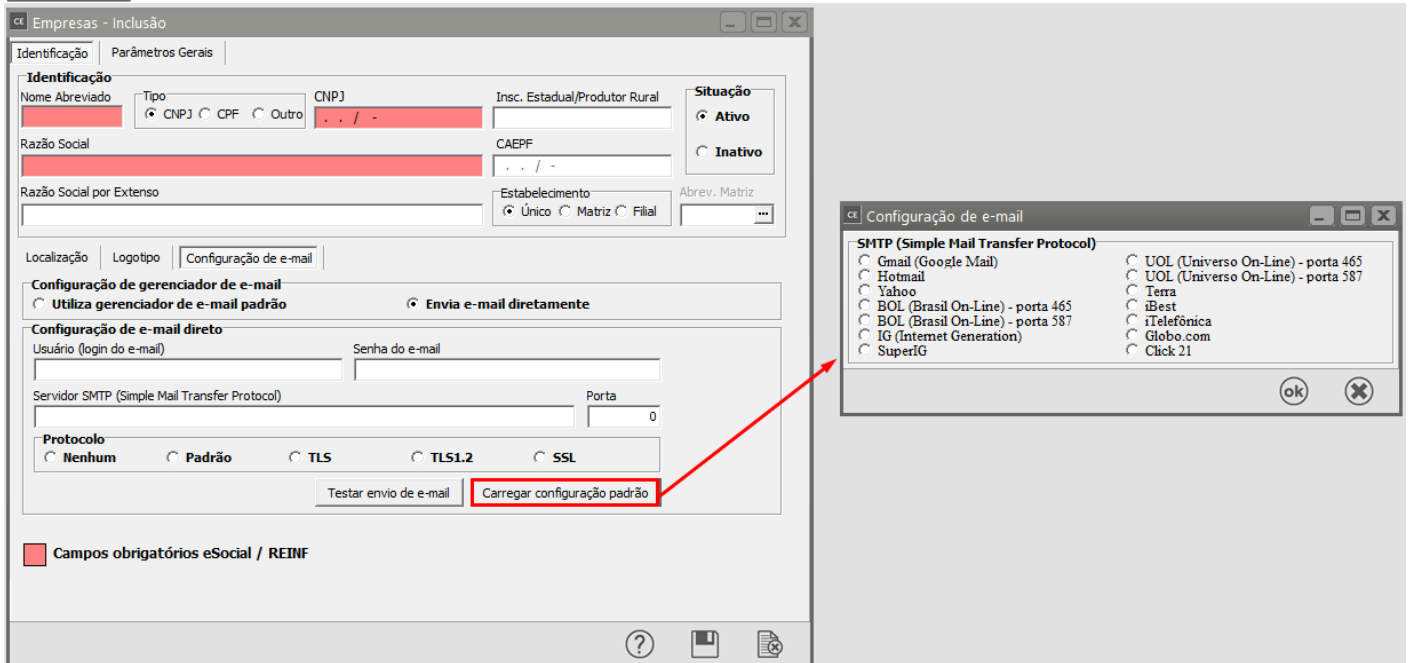 CE Empresas - Inclusão
Identificação Parâmetros Gerais
Identificação
Nome Abreviado Tipo CNPJ Insc. Estadual/Produtor Rural Situação
CNPJ CPF Outro . . / - Ativo
Razão Social CAEPF Inativo
. . / -
Razão Social por Extenso Estabelecimento Abrev. Matriz
Único Matriz Filial ...
Localização Logotipo Configuração de e-mail
Configuração de gerenciador de e-mail
Utiliza gerenciador de e-mail padrão Envia e-mail diretamente
Configuração de e-mail direto
Usuário (login do e-mail) Senha do e-mail
Servidor SMTP (Simple Mail Transfer Protocol) Porta
0
Protocolo
Nenhum Padrão TLS TLS1.2 SSL
Testar envio de e-mail Carregar configuração padrão
Campos obrigatórios eSocial / REINF
?
CE Configuração de e-mail
SMTP (Simple Mail Transfer Protocol)
Gmail (Google Mail) UOL (Universo On-Line) - porta 465
Hotmail UOL (Universo On-Line) - porta 587
Yahoo Terra
BOL (Brasil On-Line) - porta 465 iBest
BOL (Brasil On-Line) - porta 587 iTelefônica
IG (Internet Generation) Globo.com
SuperIG Click 21
ok